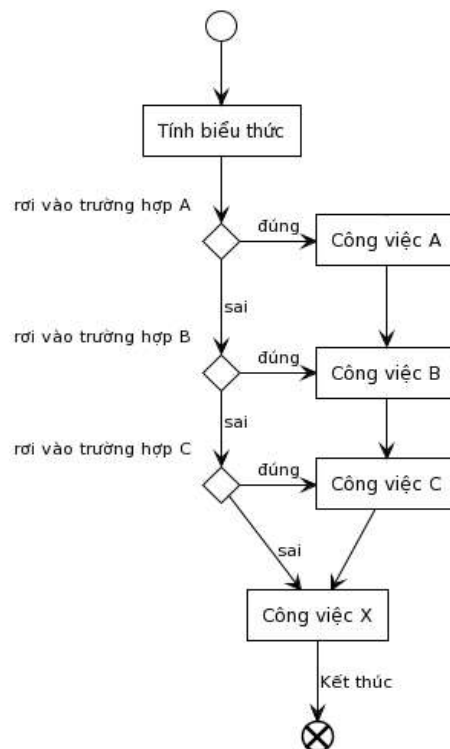 Tính biểu thức
rơi vào trường hợp A
đúng
Công việc A
sai
rơi vào trường hợp B
đúng
Công việc B
sai
rơi vào trường hợp C
đúng
Công việc C
sai
Công việc X
Kết thúc